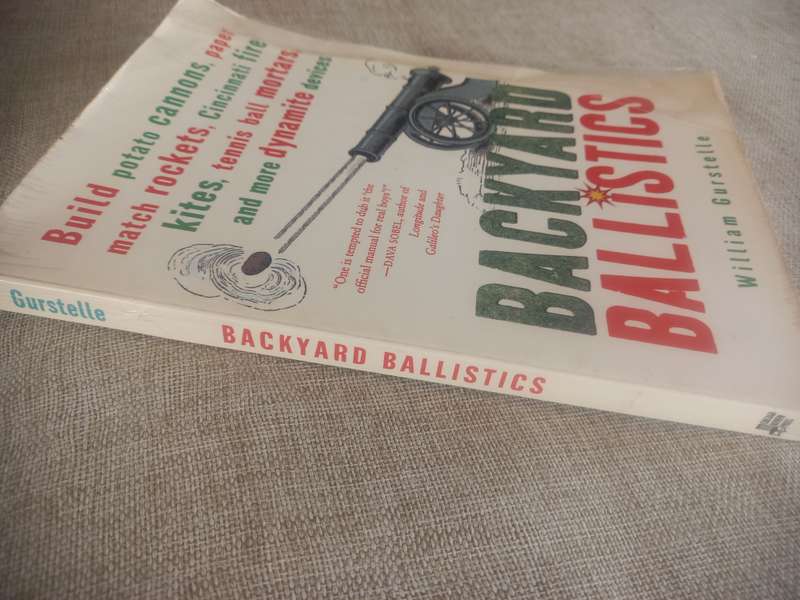 Build potato cannons, paper
match rockets, Cincinnati fire
kites, tennis ball mortars,
and more dynamite devices
"One is tempted to dub it 'the
official manual for real boys'!"
—DAVA SOBEL, author of
Longitude and
Galileo's Daughter
BACKYARD
BALLISTICS
William Gurstelle
Gurstelle
BACKYARD BALLISTICS